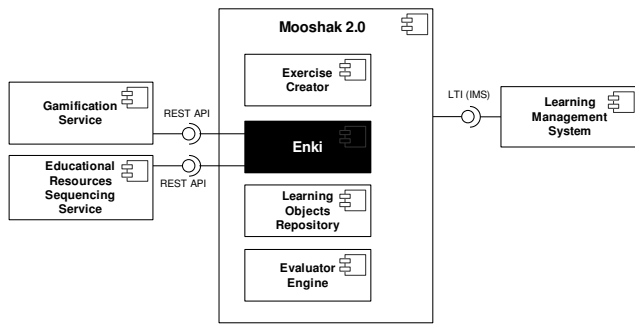 Mooshak 2.0
Exercise
Creator
Gamification
Service
REST API
LTI (IMS)
Learning
Management
System
Enki
Educational
Resources
Sequencing
Service
REST API
Learning
Objects
Repository
Evaluator
Engine